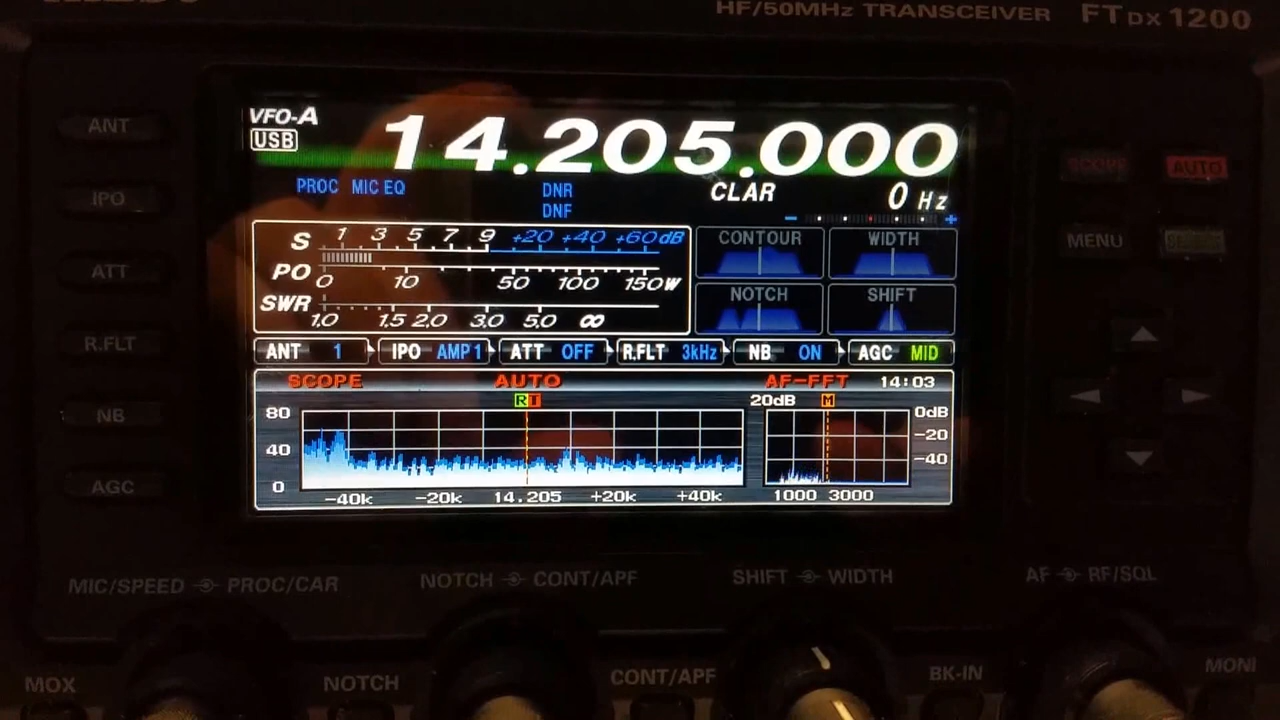 HF/50MHz TRANSCEIVER FTDX 1200
ANT
IPO
ATT
R.FLT
NB
AGC
VFO-A
USB
14.205.000
PROC MIC EQ
DNR
DNF
CLAR 0 Hz
- +
S 1 3 5 7 9 +20 +40 +60dB
PO 0 10 50 100 150W
SWR 1.0 1.5 2.0 3.0 5.0 ∞
CONTOUR WIDTH
NOTCH SHIFT
ANT 1 IPO AMP1 ATT OFF R.FLT 3kHz NB ON AGC MID
SCOPE AUTO AF-FFT 14:03
R T 20dB M
80 0dB
-20
40 -40
0
-40k -20k 14.205 +20k +40k 1000 3000
SCOPE AUTO
MENU
MIC/SPEED PROC/CAR NOTCH CONT/APF SHIFT WIDTH AF RF/SQL
MOX NOTCH CONT/APF BK-IN MONI